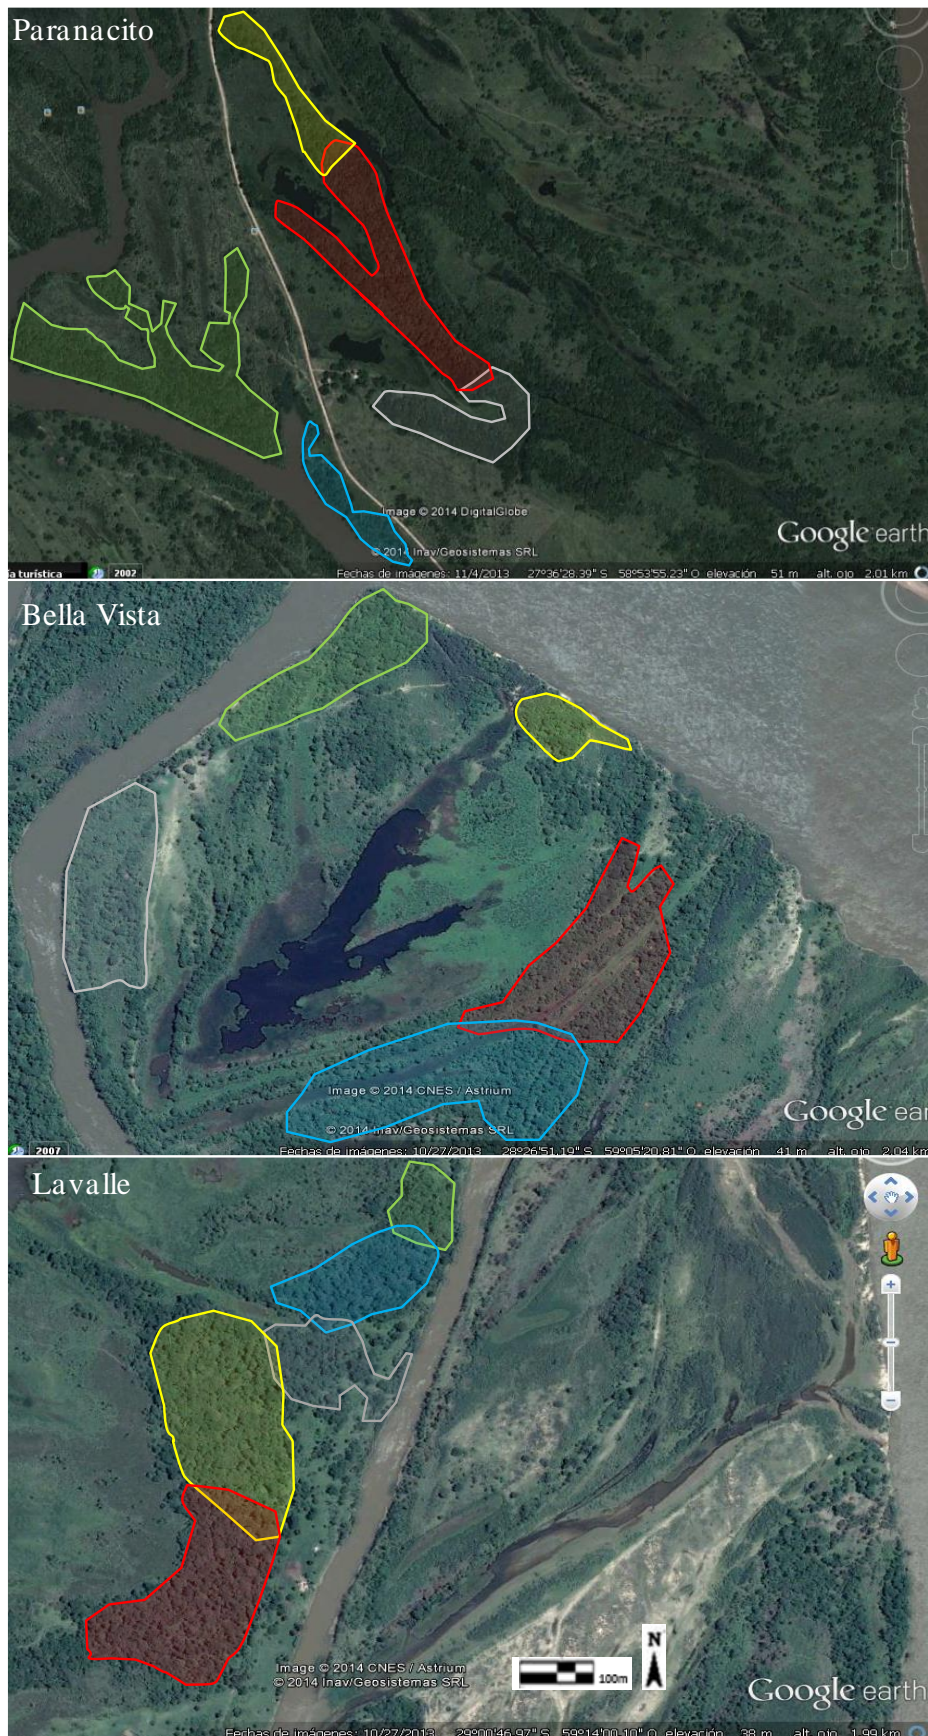 Paranacito
Image © 2014 DigitalGlobe
Google earth
© 2014 Inav/Geosistemas SRL
ía turística 2002 Fechas de imágenes: 11/4/2013 27°36'28.39" S 58°53'55.23" O elevación 51 m alt. ojo 2.01 km
Bella Vista
Image © 2014 CNES / Astrium
Google ear
© 2014 Inav/Geosistemas SRL
2007 Fechas de imágenes: 10/27/2013 28°26'51.19" S 59°05'20.81" O elevación 41 m alt. ojo 2.04 km
Lavalle
N
100m
Image © 2014 CNES / Astrium
© 2014 Inav/Geosistemas SRL
Google earth
Fechas de imágenes: 10/27/2013 29°00'46.97" S 59°14'00.10" O elevación 38 m alt. ojo 1.99 km